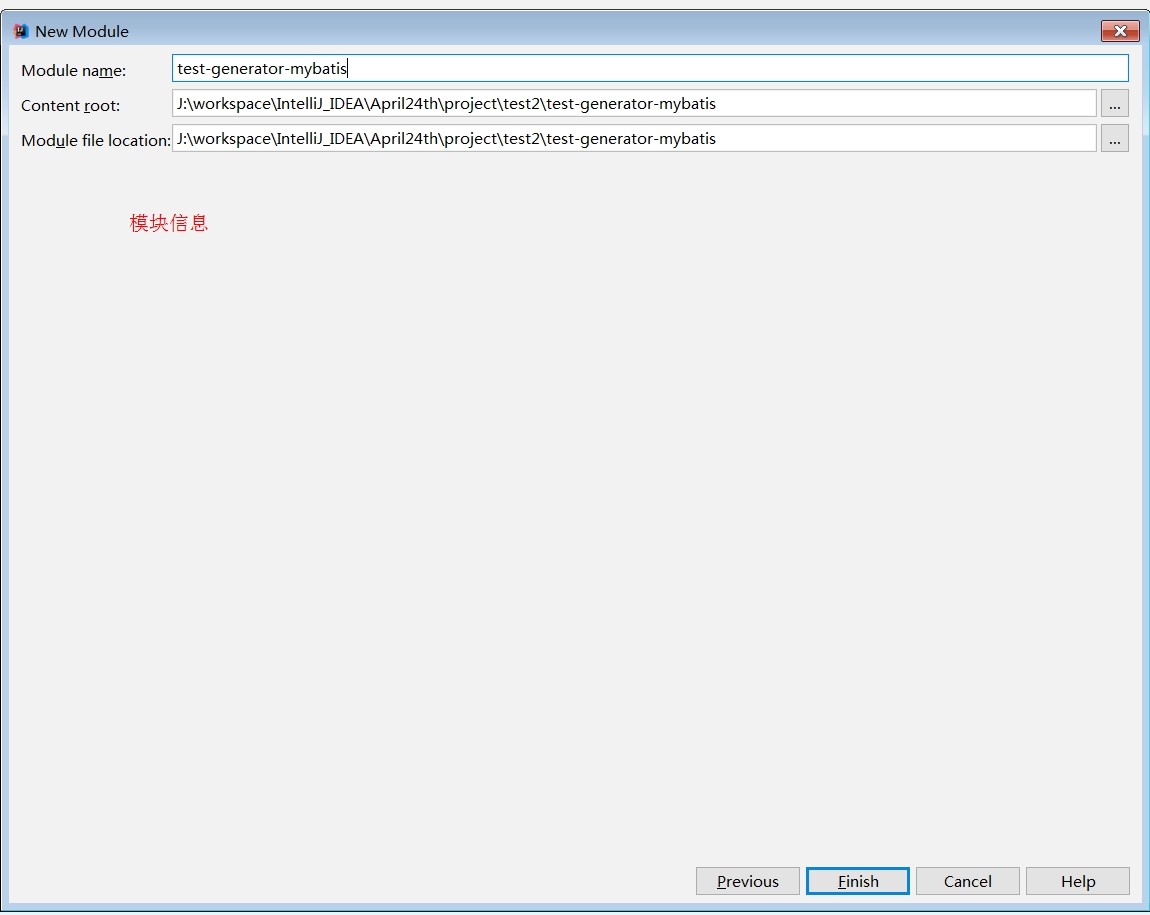 New Module
Module name: test-generator-mybatis
Content root: J:\workspace\IntelliJ_IDEA\April24th\project\test2\test-generator-mybatis ...
Module file location: J:\workspace\IntelliJ_IDEA\April24th\project\test2\test-generator-mybatis ...
模块信息
Previous Finish Cancel Help